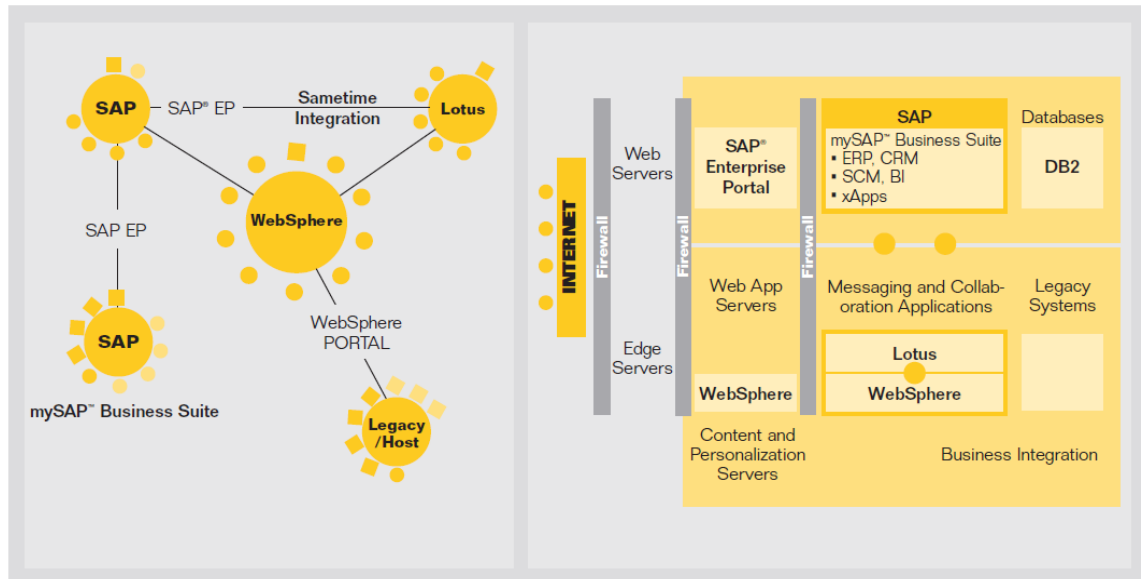 SAP
SAP® EP
Sametime
Integration
Lotus
WebSphere
SAP EP
WebSphere
PORTAL
SAP
mySAP™ Business Suite
Legacy
/Host
INTERNET
Firewall
Web
Servers
Edge
Servers
Firewall
SAP®
Enterprise
Portal
Web App
Servers
WebSphere
Content and
Personalization
Servers
Firewall
SAP
mySAP™ Business Suite
▪ ERP, CRM
▪ SCM, BI
▪ xApps
Messaging and Collab-
oration Applications
Lotus
WebSphere
Databases
DB2
Legacy
Systems
Business Integration